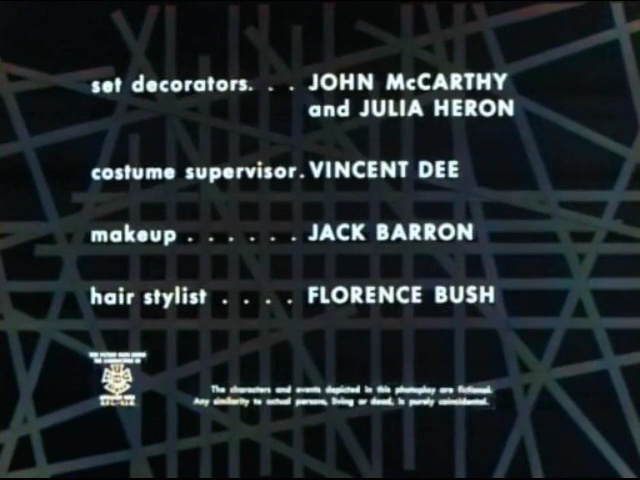 set decorators. . . JOHN McCARTHY
and JULIA HERON
costume supervisor. VINCENT DEE
makeup . . . . . . JACK BARRON
hair stylist . . . . FLORENCE BUSH
The characters and events depicted in this photoplay are fictional.
Any similarity to actual persons, living or dead, is purely coincidental.